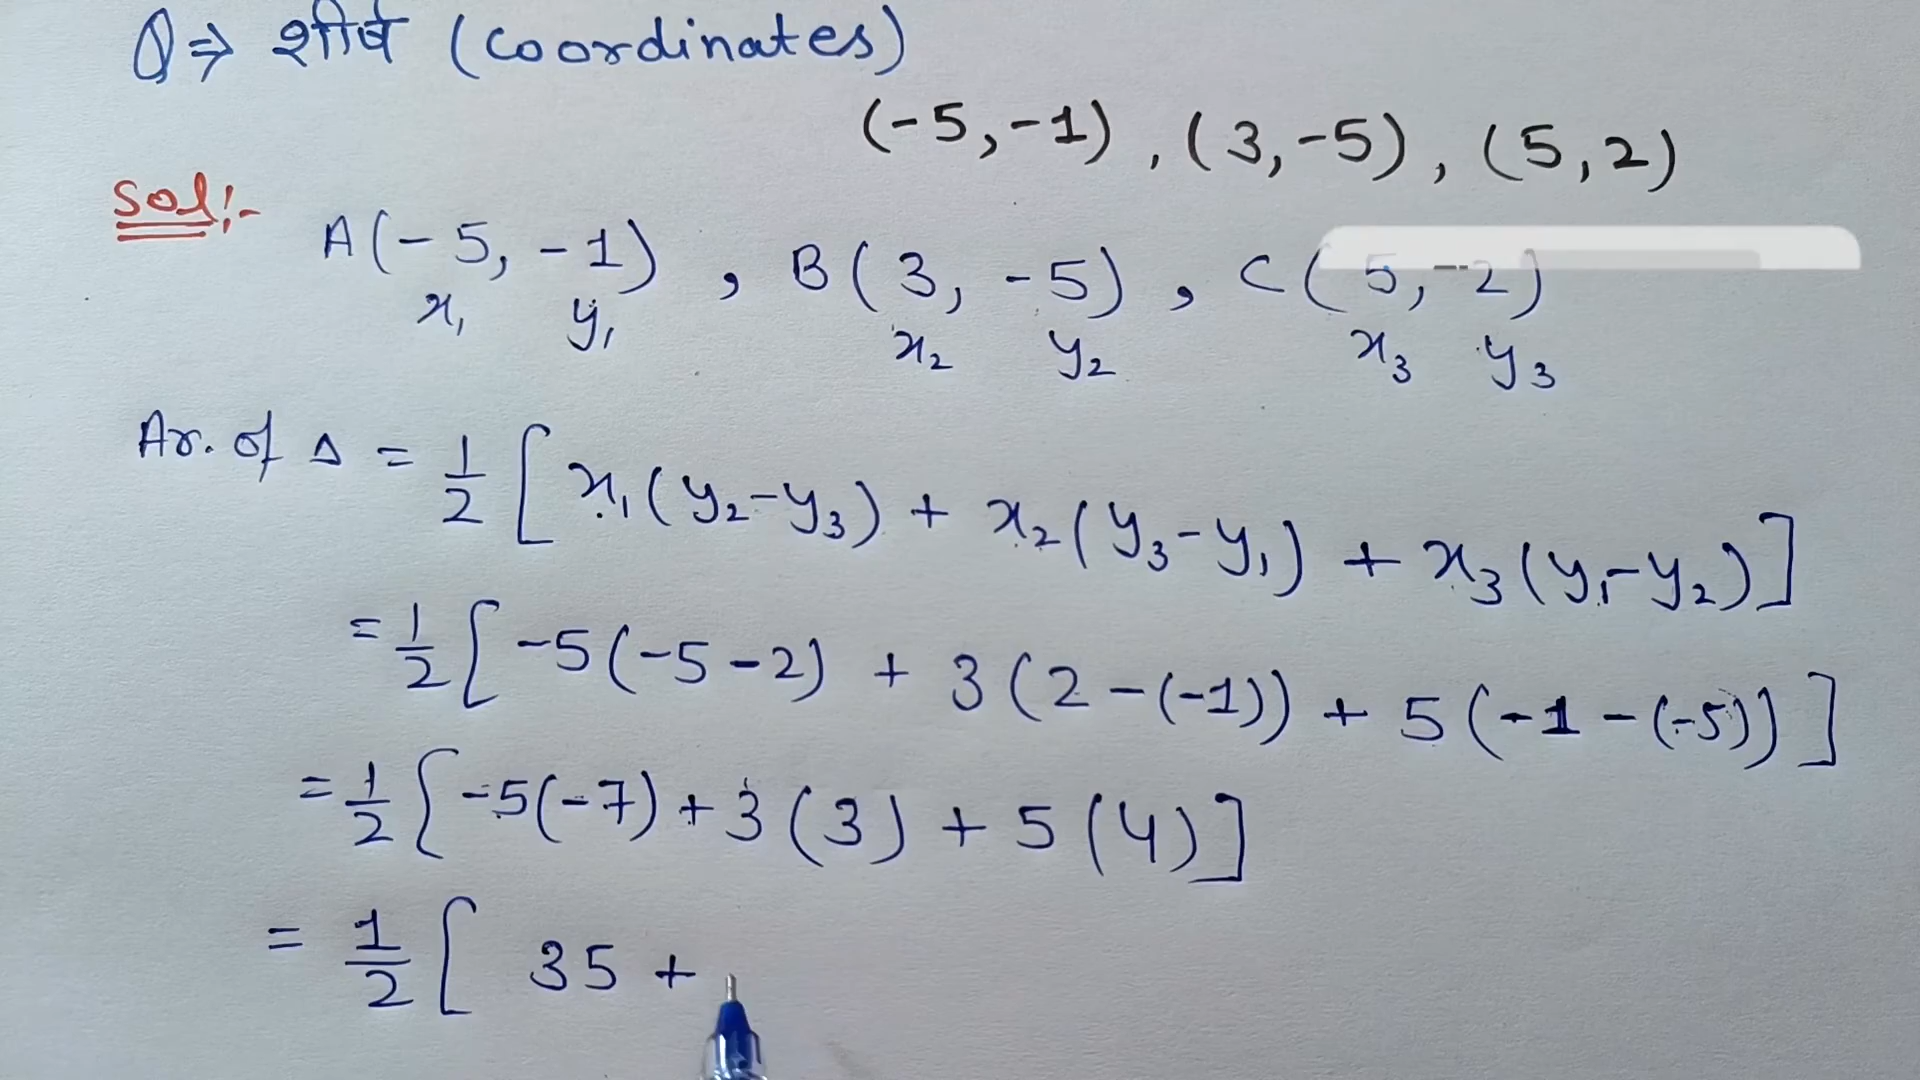 Q⇒ शीर्ष (coordinates)
(-5,-1), (3,-5), (5,2)
Sol:-
A(-5, -1), B(3, -5), C(5, 2)
x₁ y₁ x₂ y₂ x₃ y₃
Ar. of Δ = 1/2 [x₁(y₂-y₃) + x₂(y₃-y₁) + x₃(y₁-y₂)]
= 1/2 [-5(-5-2) + 3(2-(-1)) + 5(-1-(-5))]
= 1/2 [-5(-7) + 3(3) + 5(4)]
= 1/2 [ 35 +